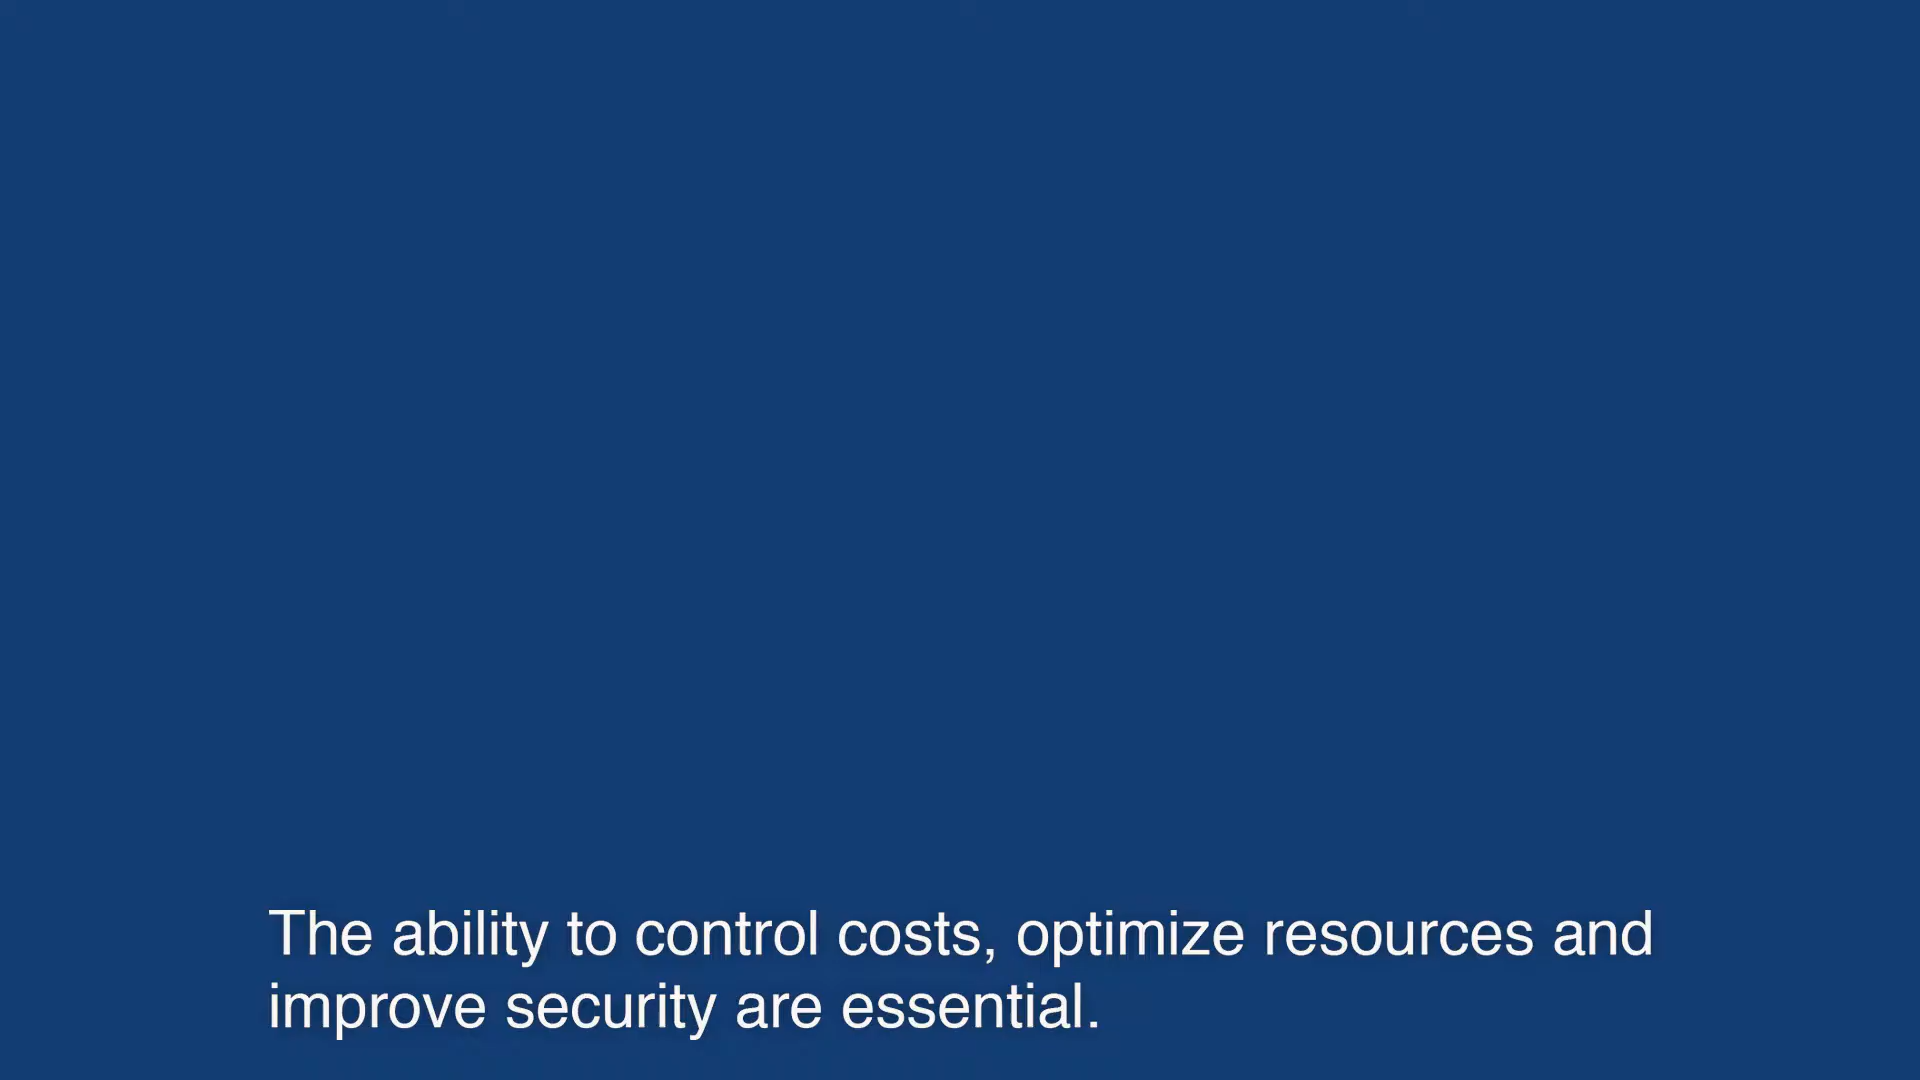 The ability to control costs, optimize resources and
improve security are essential.